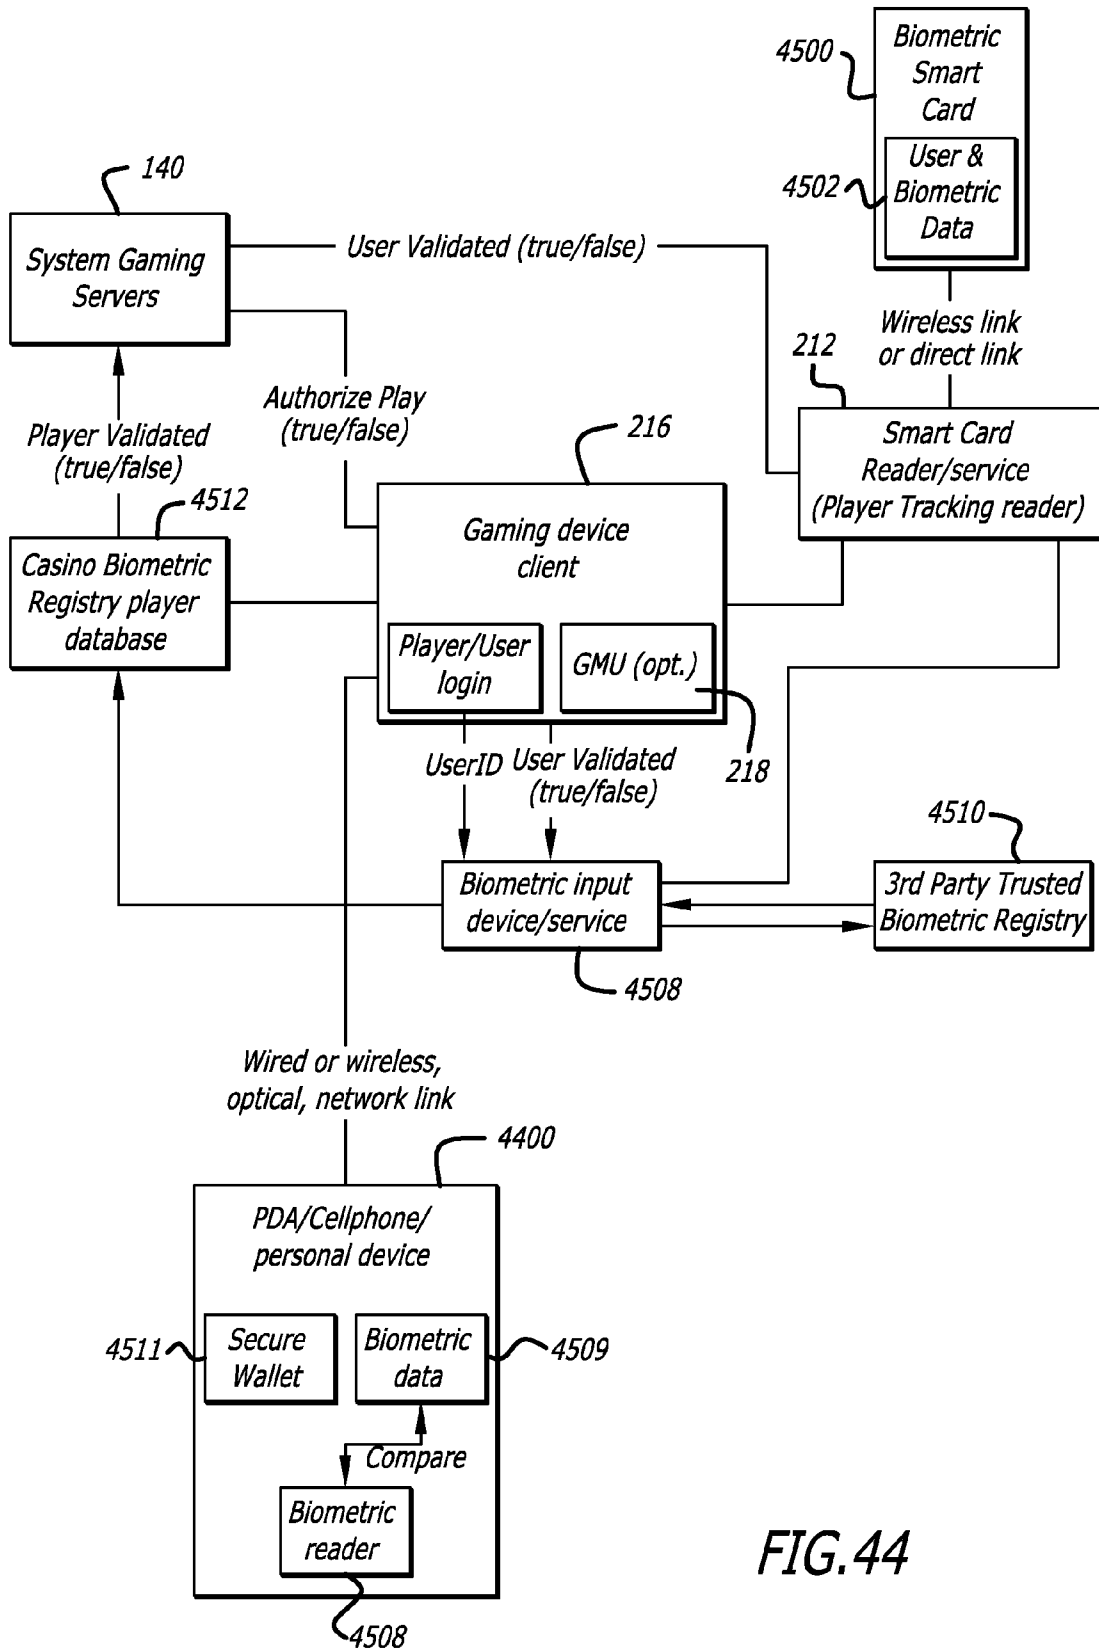 4500
Biometric
Smart
Card
4502
User &
Biometric
Data
140
System Gaming
Servers
User Validated (true/false)
Wireless link
or direct link
212
Smart Card
Reader/service
(Player Tracking reader)
Authorize Play
(true/false)
Player Validated
(true/false)
216
4512
Casino Biometric
Registry player
database
Gaming device
client
Player/User
login
GMU (opt.)
218
UserID
User Validated
(true/false)
4510
Biometric input
device/service
4508
3rd Party Trusted
Biometric Registry
Wired or wireless,
optical, network link
4400
PDA/Cellphone/
personal device
4511
Secure
Wallet
Biometric
data
4509
Compare
Biometric
reader
4508
FIG.44